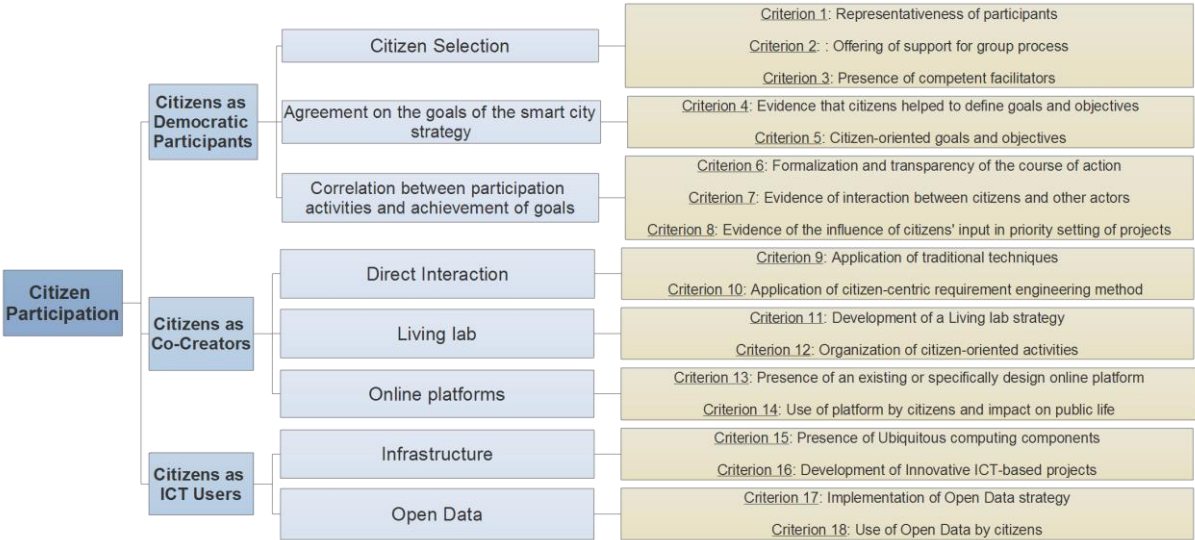 Citizen
Participation
Citizens as
Democratic
Participants
Citizen Selection
Criterion 1: Representativeness of participants
Criterion 2: : Offering of support for group process
Criterion 3: Presence of competent facilitators
Agreement on the goals of the smart city
strategy
Criterion 4: Evidence that citizens helped to define goals and objectives
Criterion 5: Citizen-oriented goals and objectives
Correlation between participation
activities and achievement of goals
Criterion 6: Formalization and transparency of the course of action
Criterion 7: Evidence of interaction between citizens and other actors
Criterion 8: Evidence of the influence of citizens' input in priority setting of projects
Citizens as
Co-Creators
Direct Interaction
Criterion 9: Application of traditional techniques
Criterion 10: Application of citizen-centric requirement engineering method
Living lab
Criterion 11: Development of a Living lab strategy
Criterion 12: Organization of citizen-oriented activities
Online platforms
Criterion 13: Presence of an existing or specifically design online platform
Criterion 14: Use of platform by citizens and impact on public life
Citizens as
ICT Users
Infrastructure
Criterion 15: Presence of Ubiquitous computing components
Criterion 16: Development of Innovative ICT-based projects
Open Data
Criterion 17: Implementation of Open Data strategy
Criterion 18: Use of Open Data by citizens